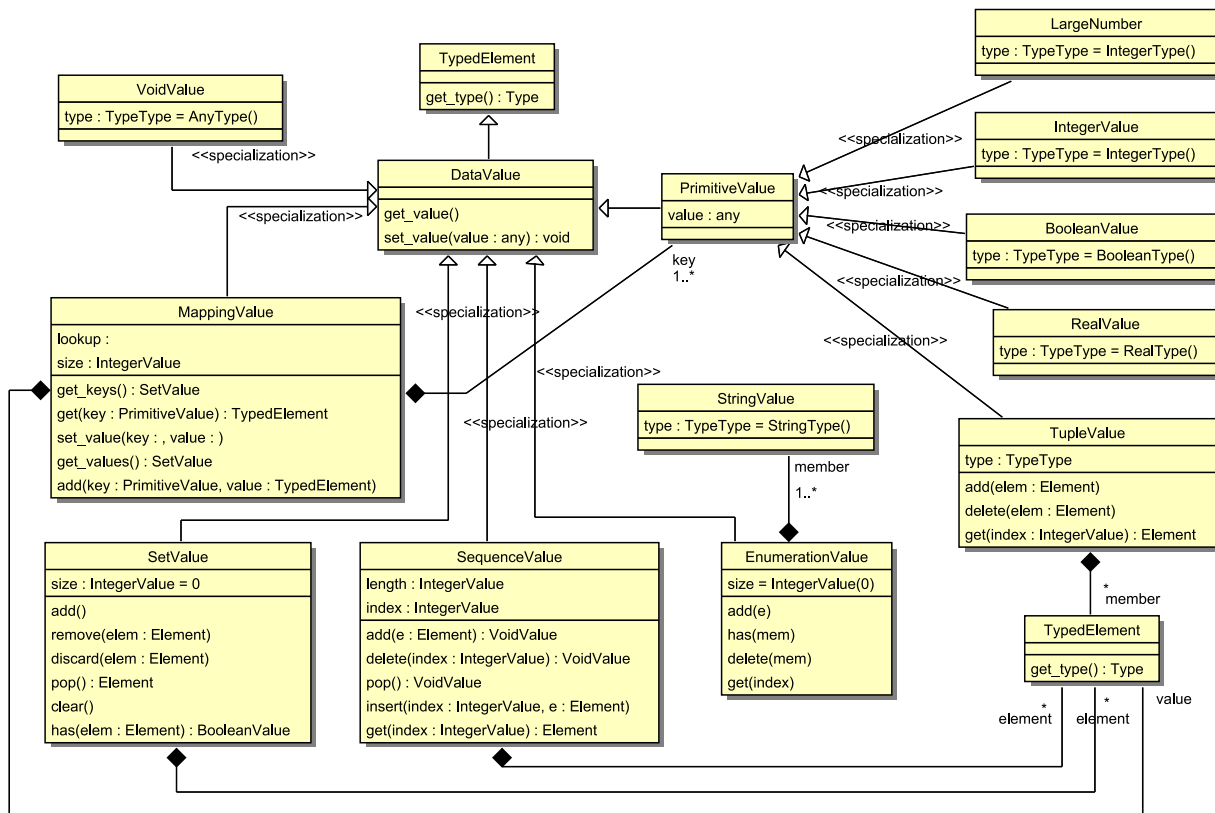 LargeNumber
type : TypeType = IntegerType()
TypedElement
get_type() : Type
VoidValue
type : TypeType = AnyType()
<<specialization>>
IntegerValue
type : TypeType = IntegerType()
<<specialization>>
DataValue
get_value()
set_value(value : any) : void
PrimitiveValue
value : any
<<specialization>>
<<specialization>>
BooleanValue
type : TypeType = BooleanType()
<<specialization>>
key
1..*
MappingValue
lookup :
size : IntegerValue
get_keys() : SetValue
get(key : PrimitiveValue) : TypedElement
set_value(key : , value : )
get_values() : SetValue
add(key : PrimitiveValue, value : TypedElement)
<<specialization>>
<<specialization>>
RealValue
type : TypeType = RealType()
<<specialization>>
<<specialization>>
<<specialization>>
StringValue
type : TypeType = StringType()
member
1..*
TupleValue
type : TypeType
add(elem : Element)
delete(elem : Element)
get(index : IntegerValue) : Element
SetValue
size : IntegerValue = 0
add()
remove(elem : Element)
discard(elem : Element)
pop() : Element
clear()
has(elem : Element) : BooleanValue
SequenceValue
length : IntegerValue
index : IntegerValue
add(e : Element) : VoidValue
delete(index : IntegerValue) : VoidValue
pop() : VoidValue
insert(index : IntegerValue, e : Element)
get(index : IntegerValue) : Element
EnumerationValue
size = IntegerValue(0)
add(e)
has(mem)
delete(mem)
get(index)
*
member
TypedElement
get_type() : Type
*
element
*
element
value